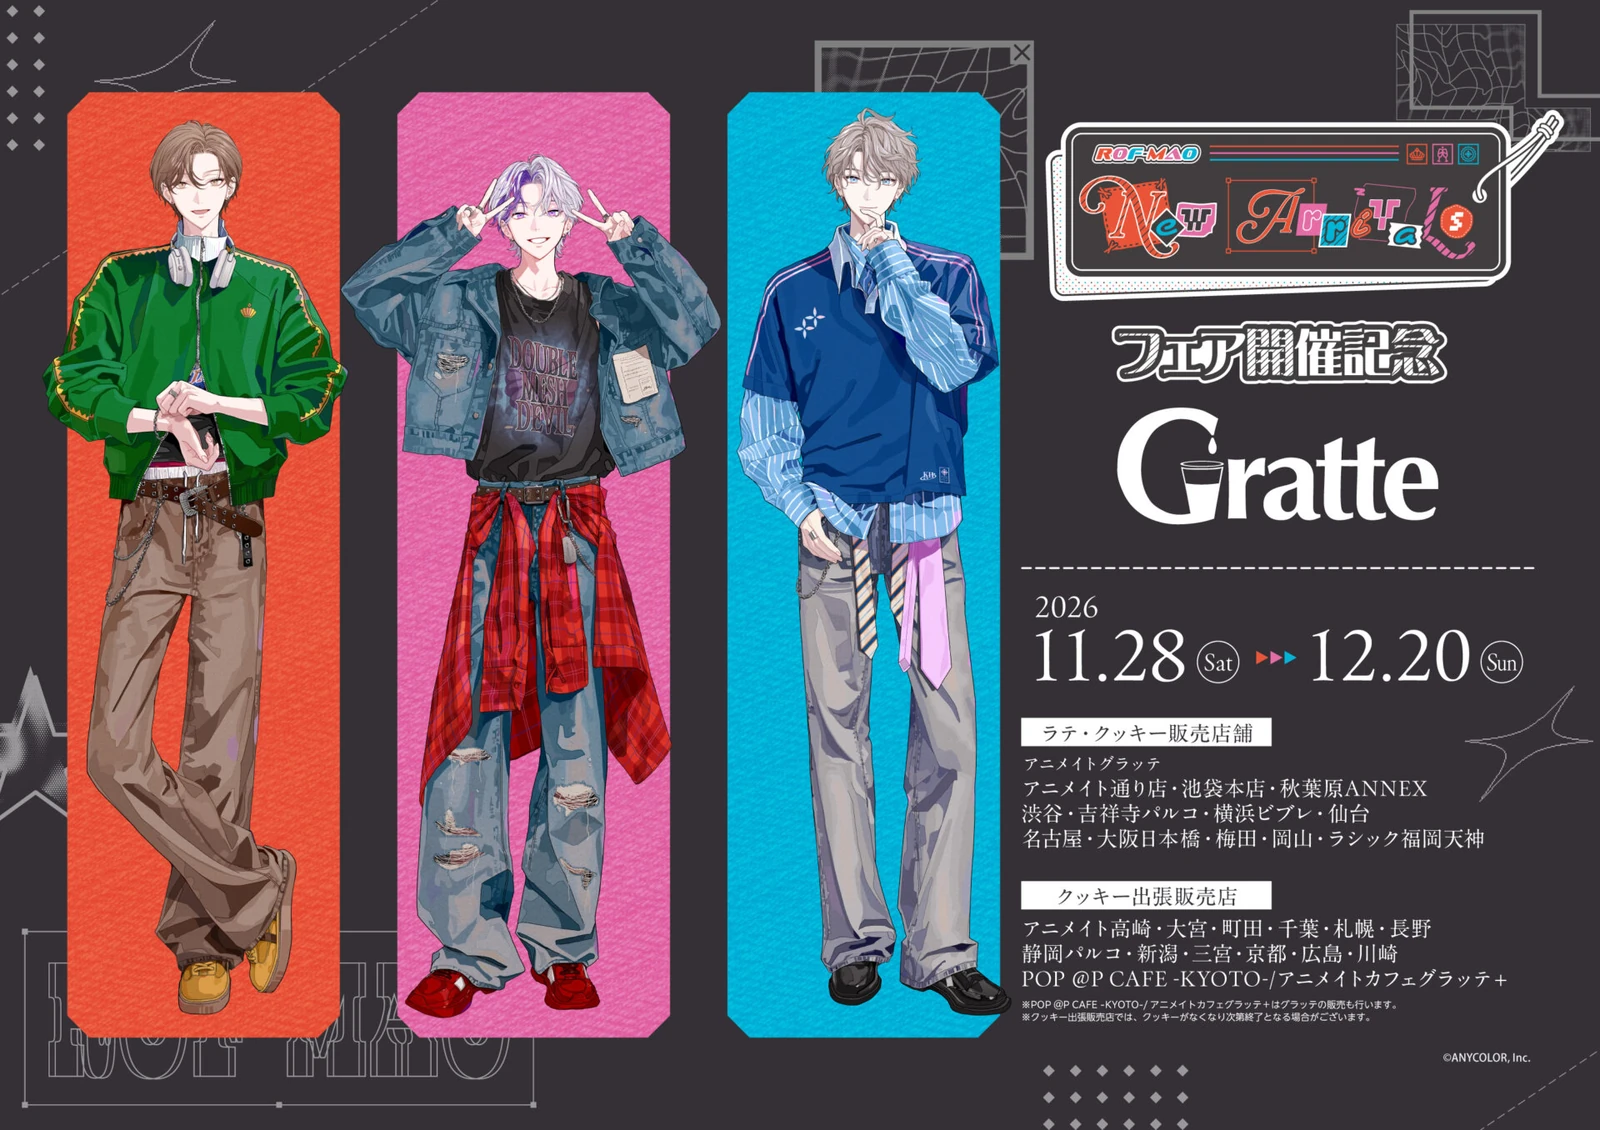 ROF-MAO
New Arrivals
フェア開催記念
Gratte
2026
11.28 Sat 12.20 Sun
ラテ・クッキー販売店舗
アニメイトグラッテ
アニメイト通り店・池袋本店・秋葉原ANNEX
渋谷・吉祥寺パルコ・横浜ビブレ・仙台
名古屋・大阪日本橋・梅田・岡山・ラシック福岡天神
クッキー出張販売店
アニメイト高崎・大宮・町田・千葉・札幌・長野
静岡パルコ・新潟・三宮・京都・広島・川崎
POP @P CAFE -KYOTO-/アニメイトカフェグラッテ+
※POP @P CAFE -KYOTO-/アニメイトカフェグラッテ+はグラッテの販売も行います。
※クッキー出張販売店では、クッキーがなくなり次第終了となる場合がございます。
©ANYCOLOR, Inc.
DOUBLE
MESH
DEVIL
ROF-MAO